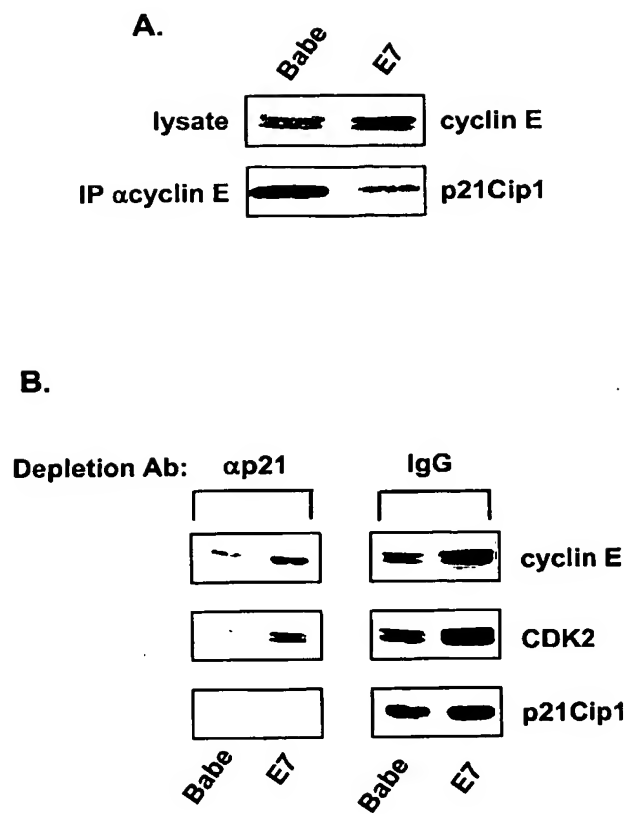 A.
Babe E7
lysate cyclin E
IP αcyclin E p21Cip1
B.
Depletion Ab: αp21 IgG
cyclin E
CDK2
p21Cip1
Babe E7 Babe E7